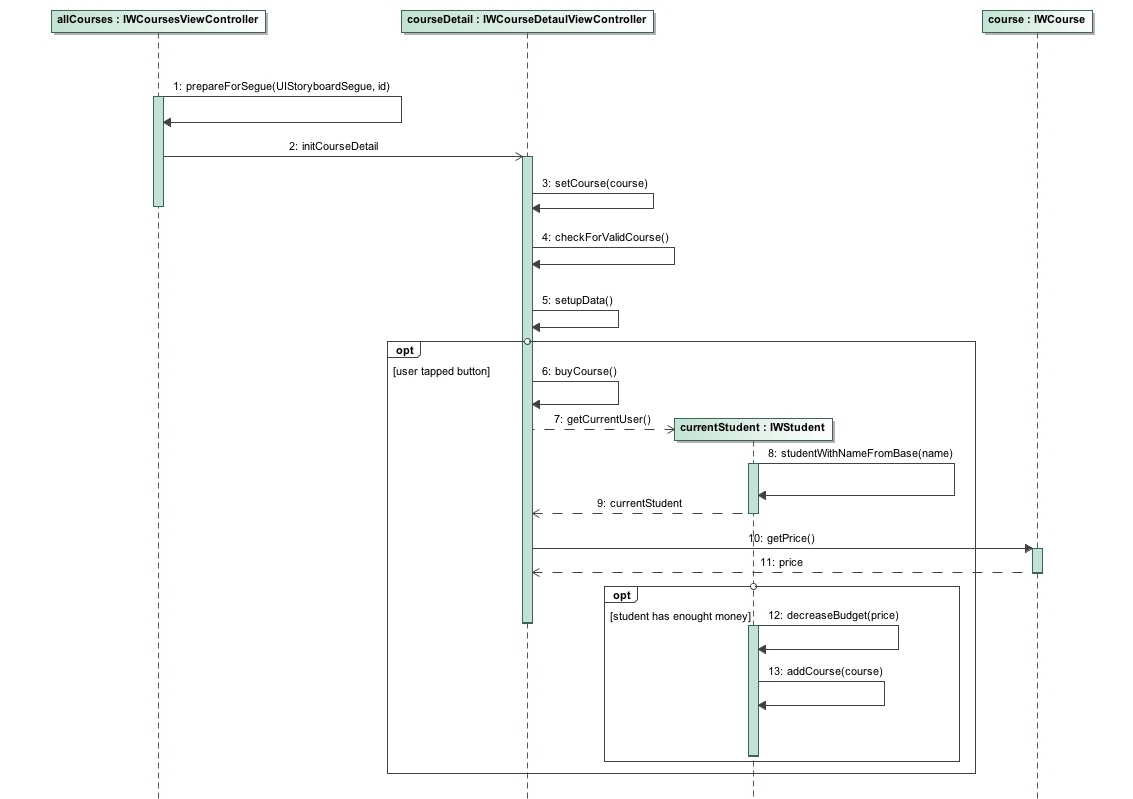 allCourses : IWCoursesViewController
courseDetail : IWCourseDetaulViewController
course : IWCourse
1: prepareForSegue(UIStoryboardSegue, id)
2: initCourseDetail
3: setCourse(course)
4: checkForValidCourse()
5: setupData()
opt
[user tapped button]
6: buyCourse()
7: getCurrentUser()
currentStudent : IWStudent
8: studentWithNameFromBase(name)
9: currentStudent
10: getPrice()
11: price
opt
[student has enought money]
12: decreaseBudget(price)
13: addCourse(course)